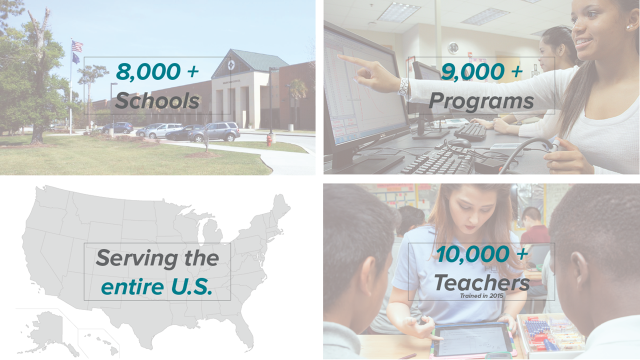 8,000 +
Schools
9,000 +
Programs
Serving the
entire U.S.
10,000 +
Teachers
Trained in 2015